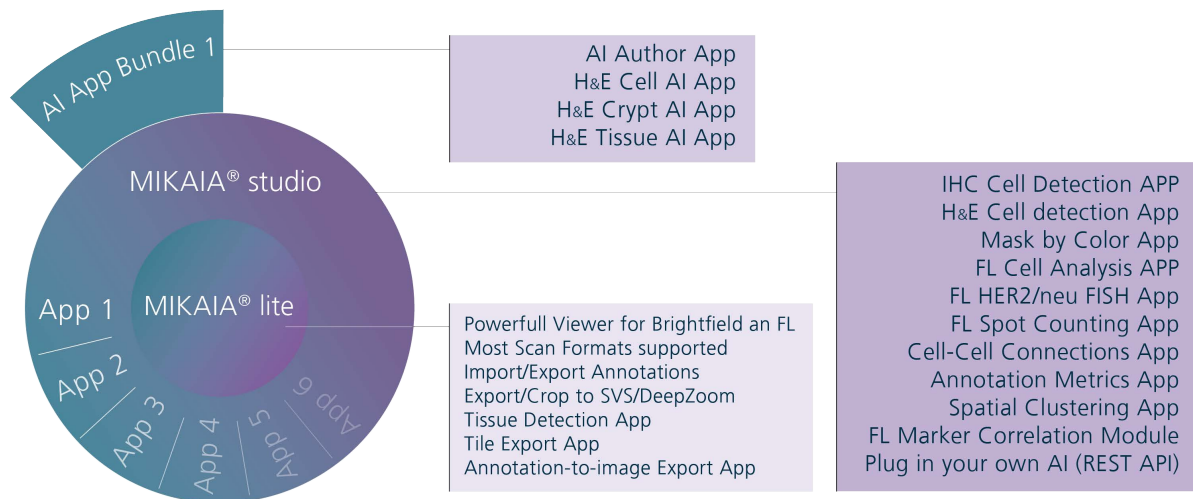 AI App Bundle 1
AI Author App
H&E Cell AI App
H&E Crypt AI App
H&E Tissue AI App
MIKAIA® studio
MIKAIA® lite
App 1
App 2
App 3
App 4
App 5
App 6
Powerfull Viewer for Brightfield an FL
Most Scan Formats supported
Import/Export Annotations
Export/Crop to SVS/DeepZoom
Tissue Detection App
Tile Export App
Annotation-to-image Export App
IHC Cell Detection APP
H&E Cell detection App
Mask by Color App
FL Cell Analysis APP
FL HER2/neu FISH App
FL Spot Counting App
Cell-Cell Connections App
Annotation Metrics App
Spatial Clustering App
FL Marker Correlation Module
Plug in your own AI (REST API)